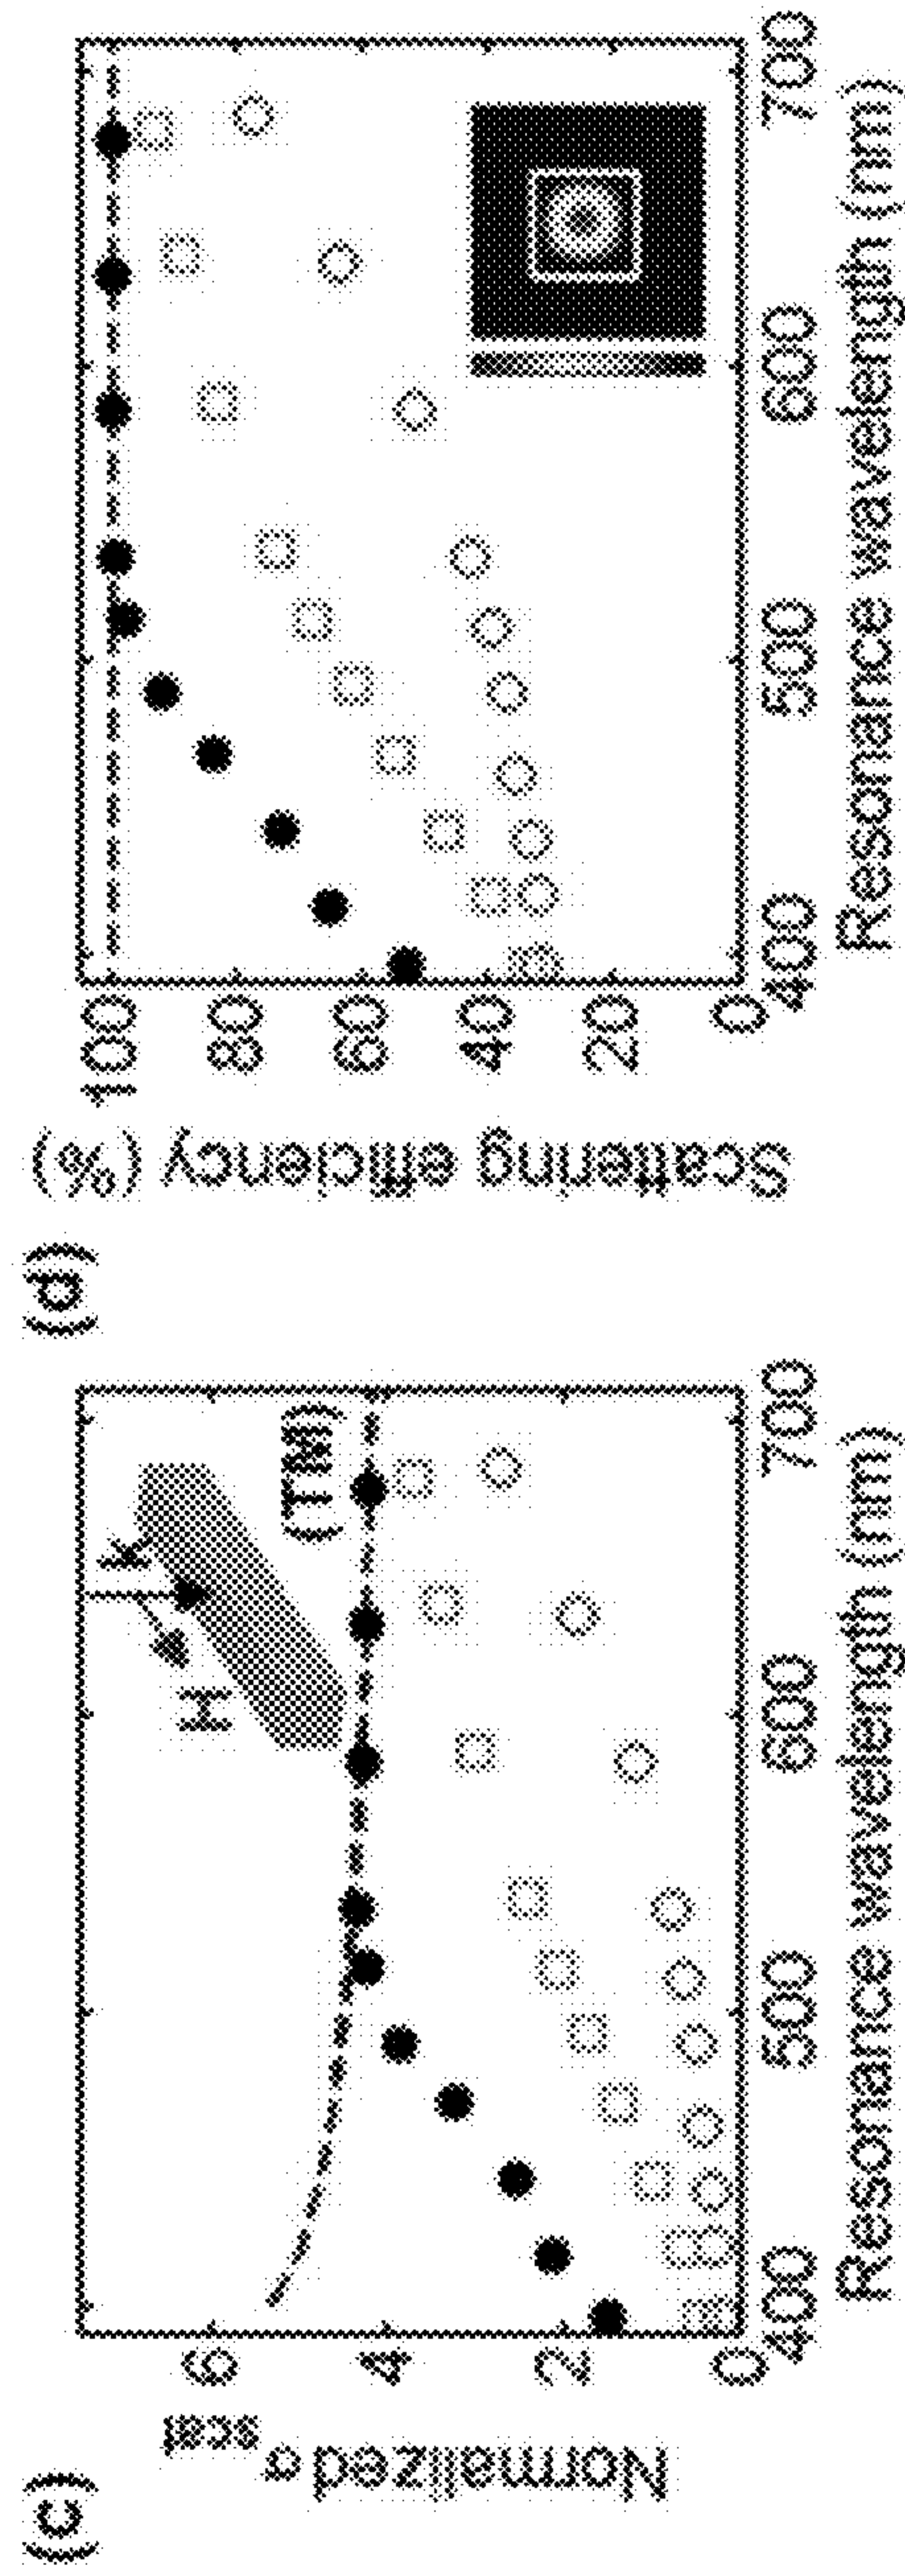 (c)
Normalized σ scat
6
4
2
0
400
500
600
700
Resonance wavelength (nm)
H
k
(TM)
(d)
Scattering efficiency (%)
100
80
60
40
20
0
400
500
600
700
Resonance wavelength (nm)